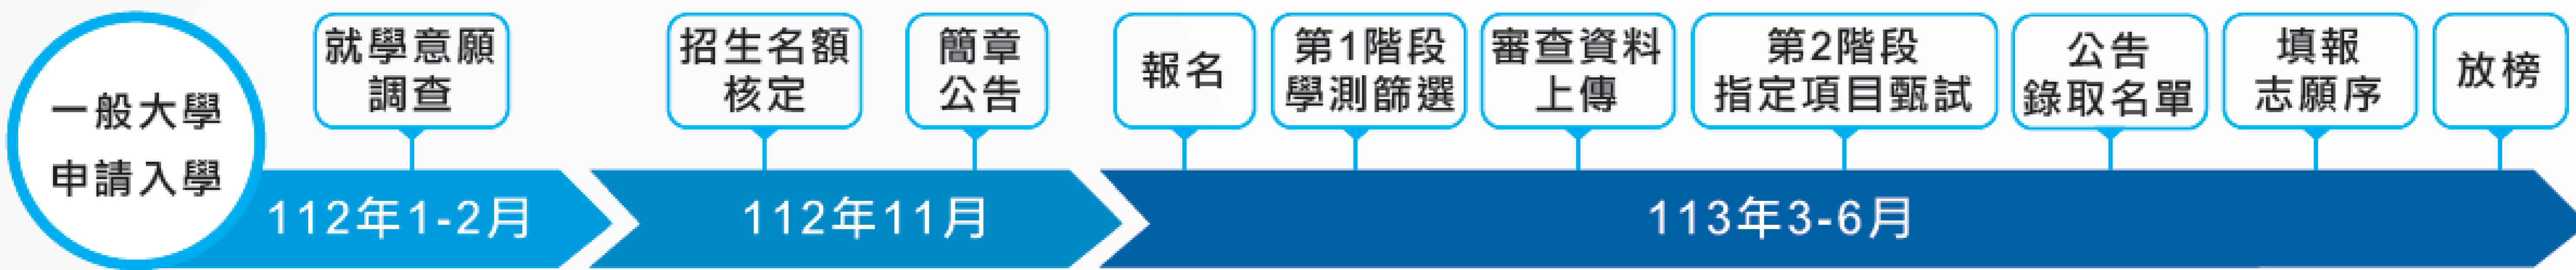 一般大學
申請入學
就學意願
調查
招生名額
核定
簡章
公告
報名
第1階段
學測篩選
審查資料
上傳
第2階段
指定項目甄試
公告
錄取名單
填報
志願序
放榜
112年1-2月
112年11月
113年3-6月